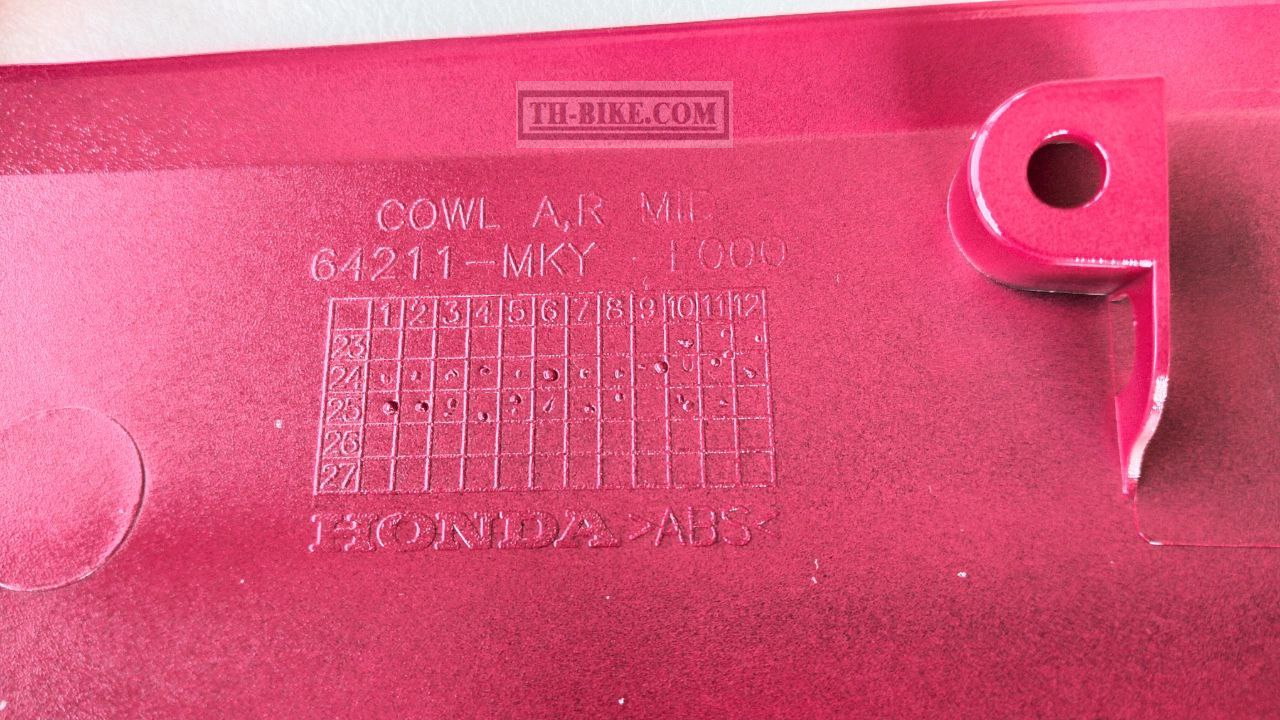 TH-BIKE.COM
COWL A,R MID
64211-MKY 000
1 2 3 4 5 6 7 8 9 10 11 12
23
24
25
26
27
HONDA >ABS<